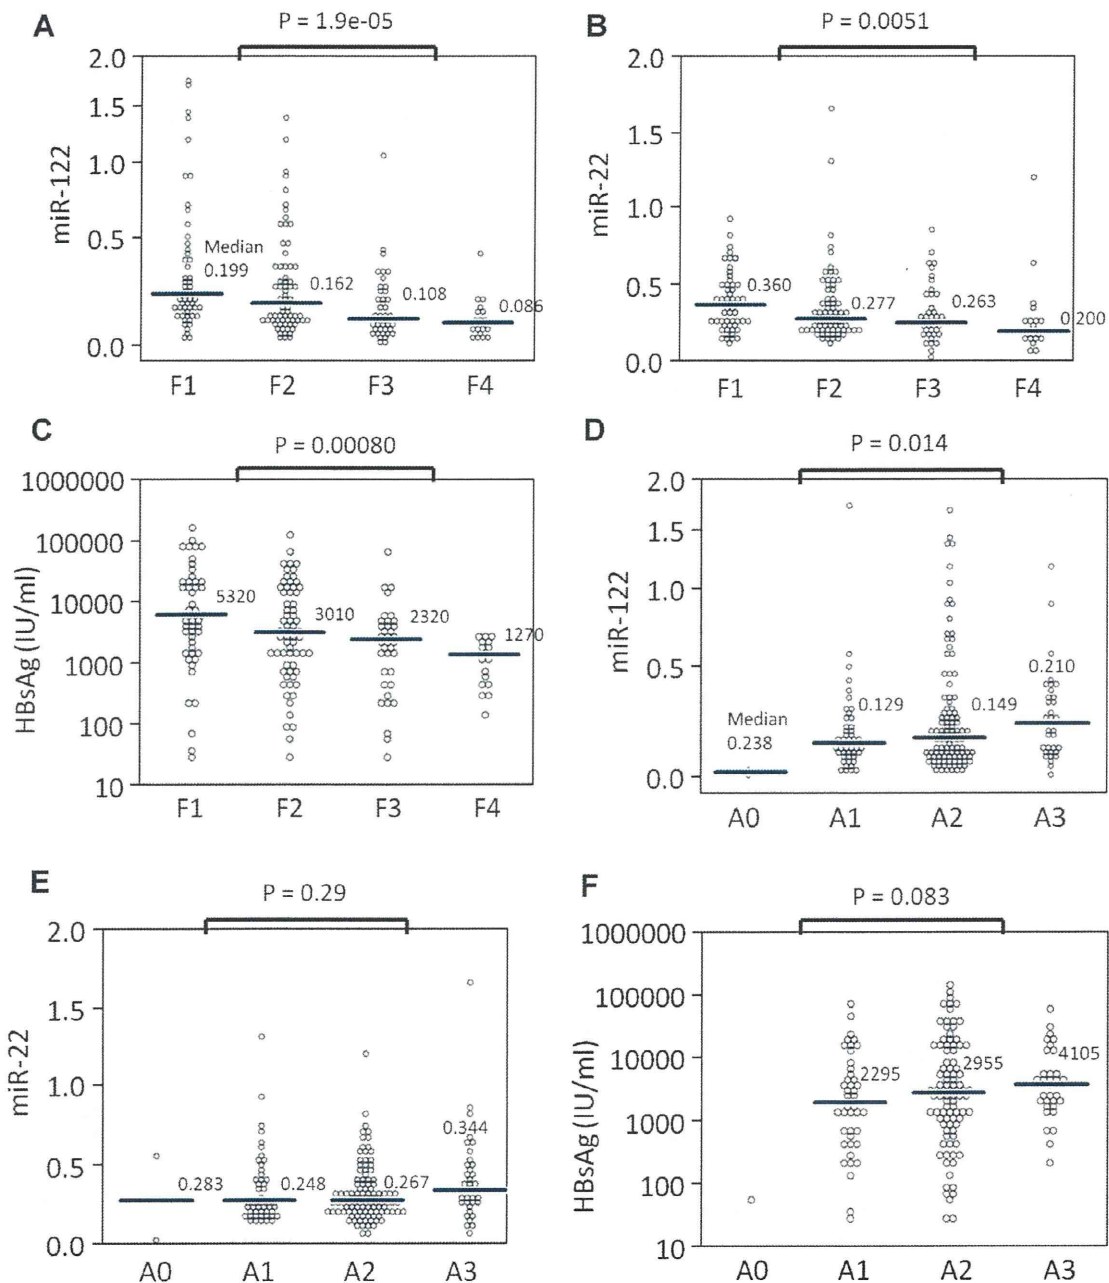 A
P = 1.9e-05
miR-122
2.0
1.5
1.0
0.5
0.0
Median
0.199
0.162
0.108
0.086
F1 F2 F3 F4
B
P = 0.0051
miR-22
2.0
1.5
1.0
0.5
0.0
0.360
0.277
0.263
0.200
F1 F2 F3 F4
C
P = 0.00080
HBsAg (IU/ml)
1000000
100000
10000
1000
100
10
5320
3010
2320
1270
F1 F2 F3 F4
D
P = 0.014
miR-122
2.0
1.5
1.0
0.5
0.0
Median
0.238
0.129
0.149
0.210
A0 A1 A2 A3
E
P = 0.29
miR-22
2.0
1.5
1.0
0.5
0.0
0.283
0.248
0.267
0.344
A0 A1 A2 A3
F
P = 0.083
HBsAg (IU/ml)
1000000
100000
10000
1000
100
10
2295
2955
4105
A0 A1 A2 A3